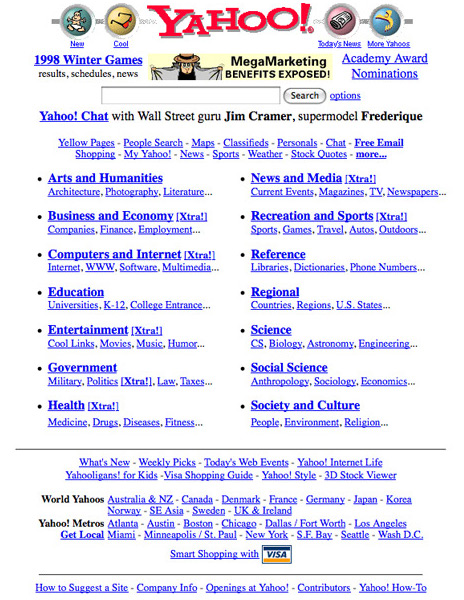 YAHOO!
New
Cool
Today's News
More Yahoos
1998 Winter Games
results, schedules, news
MegaMarketing
BENEFITS EXPOSED!
Academy Award
Nominations
Search
options
Yahoo! Chat with Wall Street guru Jim Cramer, supermodel Frederique
Yellow Pages - People Search - Maps - Classifieds - Personals - Chat - Free Email
Shopping - My Yahoo! - News - Sports - Weather - Stock Quotes - more...
Arts and Humanities
Architecture, Photography, Literature...
Business and Economy [Xtra!]
Companies, Finance, Employment...
Computers and Internet [Xtra!]
Internet, WWW, Software, Multimedia...
Education
Universities, K-12, College Entrance...
Entertainment [Xtra!]
Cool Links, Movies, Music, Humor...
Government
Military, Politics [Xtra!], Law, Taxes...
Health [Xtra!]
Medicine, Drugs, Diseases, Fitness...
News and Media [Xtra!]
Current Events, Magazines, TV, Newspapers...
Recreation and Sports [Xtra!]
Sports, Games, Travel, Autos, Outdoors...
Reference
Libraries, Dictionaries, Phone Numbers...
Regional
Countries, Regions, U.S. States...
Science
CS, Biology, Astronomy, Engineering...
Social Science
Anthropology, Sociology, Economics...
Society and Culture
People, Environment, Religion...
What's New - Weekly Picks - Today's Web Events - Yahoo! Internet Life
Yahooligans! for Kids -Visa Shopping Guide - Yahoo! Style - 3D Stock Viewer
World Yahoos Australia & NZ - Canada - Denmark - France - Germany - Japan - Korea
Norway - SE Asia - Sweden - UK & Ireland
Yahoo! Metros Atlanta - Austin - Boston - Chicago - Dallas / Fort Worth - Los Angeles
Get Local Miami - Minneapolis / St. Paul - New York - S.F. Bay - Seattle - Wash D.C.
Smart Shopping with VISA
How to Suggest a Site - Company Info - Openings at Yahoo! - Contributors - Yahoo! How-To